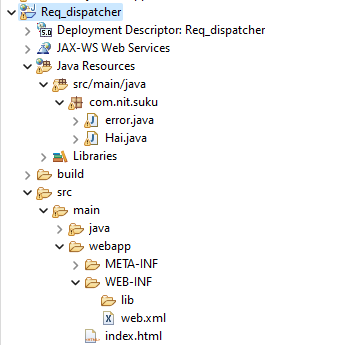 Req_dispatcher
Deployment Descriptor: Req_dispatcher
JAX-WS Web Services
Java Resources
src/main/java
com.nit.suku
error.java
Hai.java
Libraries
build
src
main
java
webapp
META-INF
WEB-INF
lib
web.xml
index.html